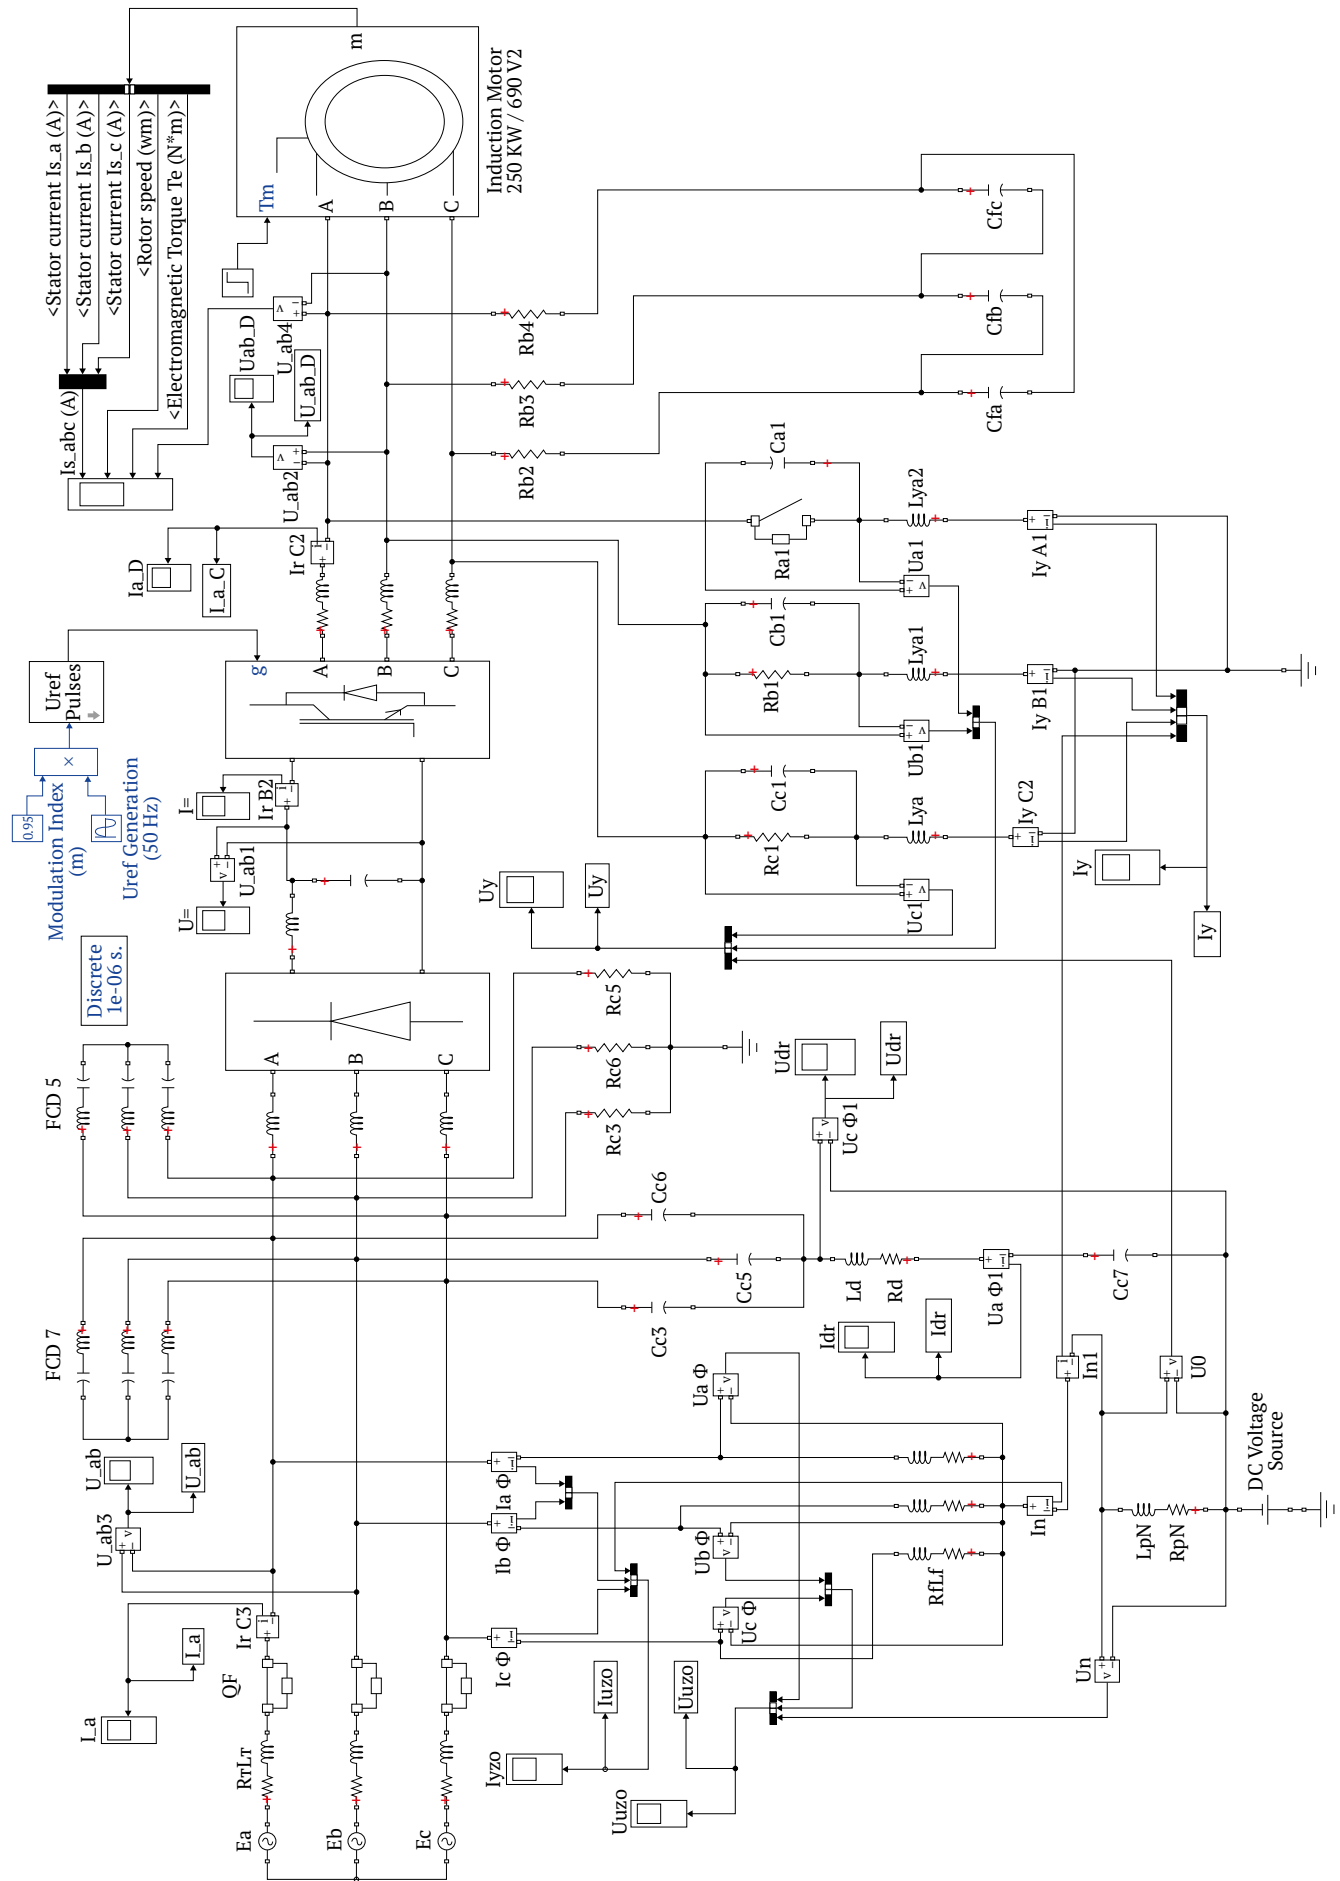 <Stator current Is_a (A)>
<Stator current Is_b (A)>
<Stator current Is_c (A)>
<Rotor speed (wm)>
<Electromagnetic Torque Te (N*m)>
Is_abc (A)
m
Tm
A
B
C
Induction Motor
250 KW / 690 V2
v
+
−
U_ab4
Uab_D
U_ab_D
v
+
−
U_ab2
Ia_D
I_a_C
i
+
−
Ir C2
Rb4
Rb3
Rb2
Cfc
Cfb
Cfa
Uref
Pulses
×
0.95
Modulation Index
(m)
Uref Generation
(50 Hz)
g
A
B
C
I=
i
+
−
Ir B2
v
+
−
U_ab1
U=
Discrete
1e-06 s.
A
B
C
Ca1
Ra1
Lya2
Ua1
Iy A1
Cb1
Rb1
Lya1
Ub1
Iy B1
Cc1
Rc1
Lya
Uc1
Iy C2
Iy
Iy
Uy
Uy
FCD 5
Rc5
Rc6
Rc3
Udr
Udr
Uc Φ1
FCD 7
Cc6
Cc5
Cc3
Ld
Rd
Ua Φ1
Cc7
Idr
Idr
U_ab
U_ab
U_ab3
Ua Φ
Ia Φ
Ib Φ
Ic Φ
Ub Φ
Uc Φ
RfLf
In
In1
U0
LpN
RpN
DC Voltage
Source
Un
I_a
I_a
Ir C3
QF
RтLт
Ea
Eb
Ec
Iyzo
Iuzo
Uuzo
Uuzo